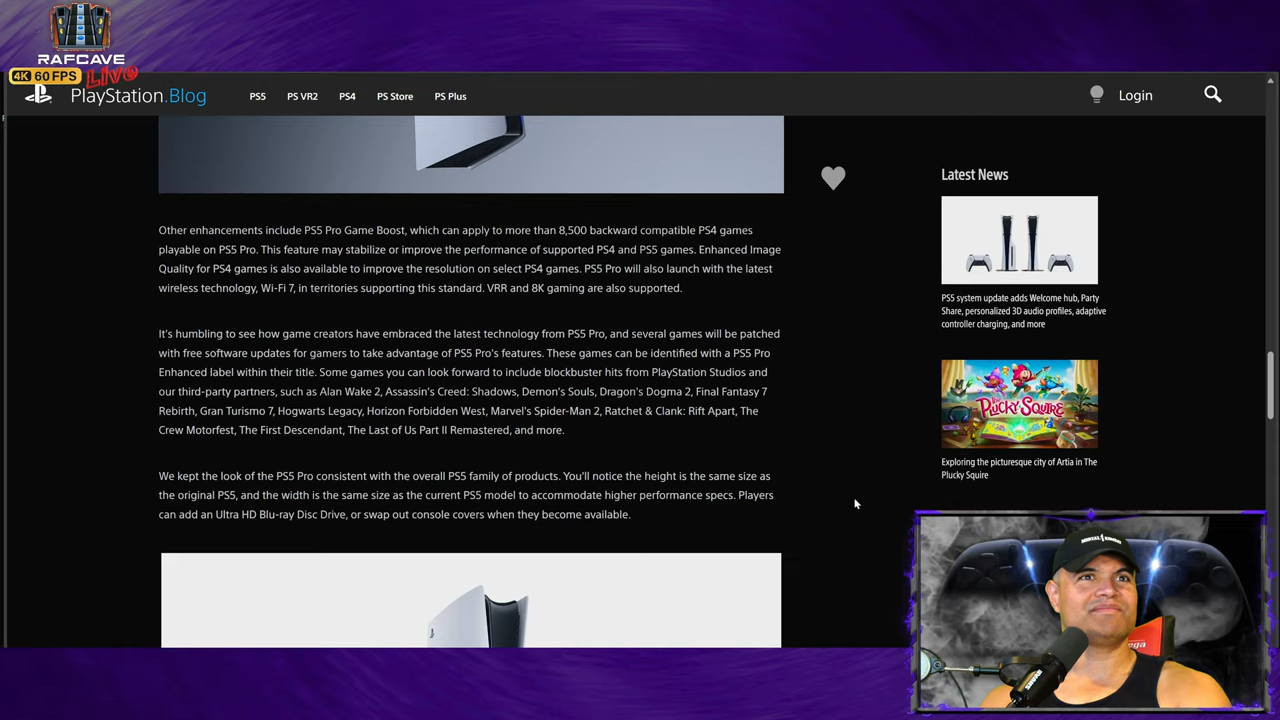 RAFCAVE
LIVE
4K 60 FPS
PlayStation.Blog
PS5
PS VR2
PS4
PS Store
PS Plus
Login
Other enhancements include PS5 Pro Game Boost, which can apply to more than 8,500 backward compatible PS4 games
playable on PS5 Pro. This feature may stabilize or improve the performance of supported PS4 and PS5 games. Enhanced Image
Quality for PS4 games is also available to improve the resolution on select PS4 games. PS5 Pro will also launch with the latest
wireless technology, Wi-Fi 7, in territories supporting this standard. VRR and 8K gaming are also supported.
It's humbling to see how game creators have embraced the latest technology from PS5 Pro, and several games will be patched
with free software updates for gamers to take advantage of PS5 Pro's features. These games can be identified with a PS5 Pro
Enhanced label within their title. Some games you can look forward to include blockbuster hits from PlayStation Studios and
our third-party partners, such as Alan Wake 2, Assassin's Creed: Shadows, Demon's Souls, Dragon's Dogma 2, Final Fantasy 7
Rebirth, Gran Turismo 7, Hogwarts Legacy, Horizon Forbidden West, Marvel's Spider-Man 2, Ratchet & Clank: Rift Apart, The
Crew Motorfest, The First Descendant, The Last of Us Part II Remastered, and more.
We kept the look of the PS5 Pro consistent with the overall PS5 family of products. You'll notice the height is the same size as
the original PS5, and the width is the same size as the current PS5 model to accommodate higher performance specs. Players
can add an Ultra HD Blu-ray Disc Drive, or swap out console covers when they become available.
Latest News
PS5 system update adds Welcome hub, Party
Share, personalized 3D audio profiles, adaptive
controller charging, and more
The
PLUCKY SQUIRE
Exploring the picturesque city of Artia in The
Plucky Squire
MORTAL KOMBAT